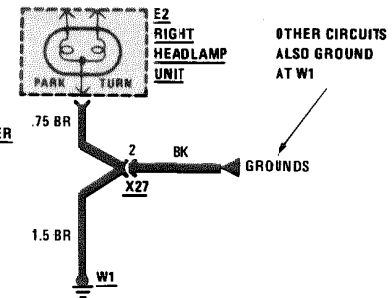 E2
RIGHT
HEADLAMP
UNIT
PARK TURN
OTHER CIRCUITS
ALSO GROUND
AT W1
.75 BR
ER
2
BK
GROUNDS
X27
1.5 BR
W1